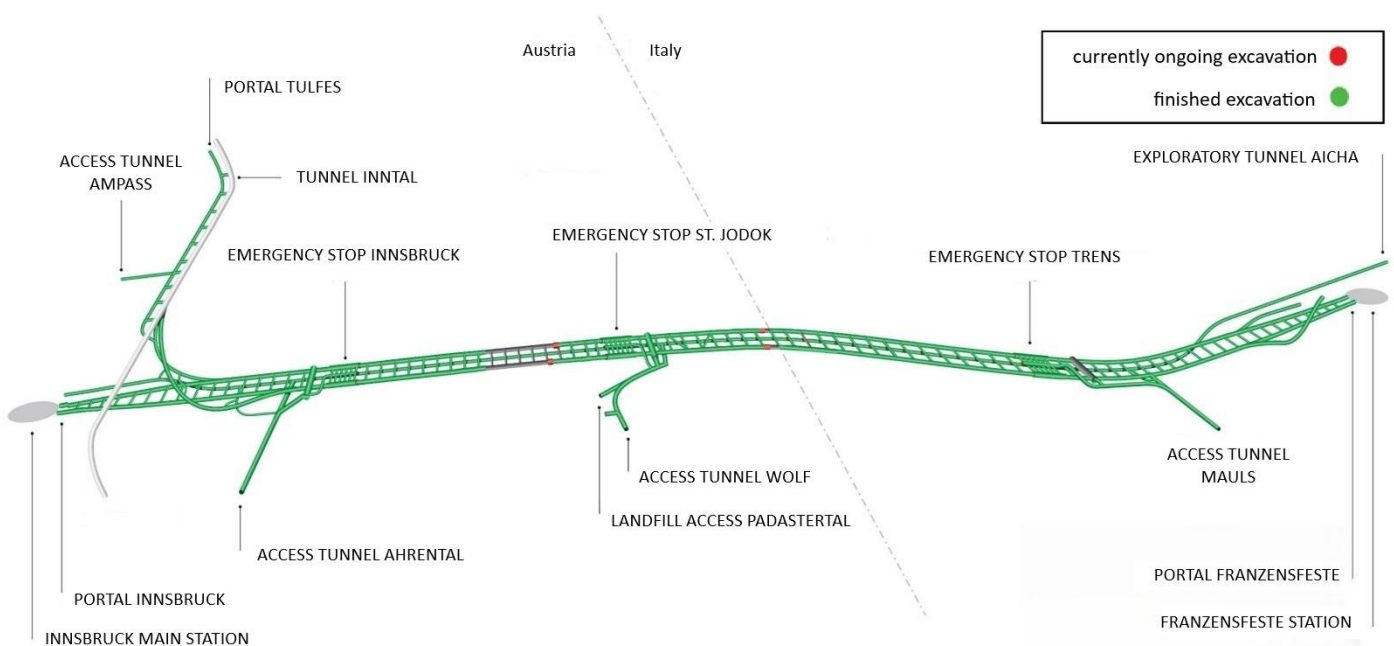 Austria
Italy
currently ongoing excavation
finished excavation
PORTAL TULFES
ACCESS TUNNEL
AMPASS
TUNNEL INNTAL
EXPLORATORY TUNNEL AICHA
EMERGENCY STOP INNSBRUCK
EMERGENCY STOP ST. JODOK
EMERGENCY STOP TRENS
ACCESS TUNNEL WOLF
ACCESS TUNNEL
MAULS
LANDFILL ACCESS PADASTERTAL
ACCESS TUNNEL AHRENTAL
PORTAL INNSBRUCK
INNSBRUCK MAIN STATION
PORTAL FRANZENSFESTE
FRANZENSFESTE STATION